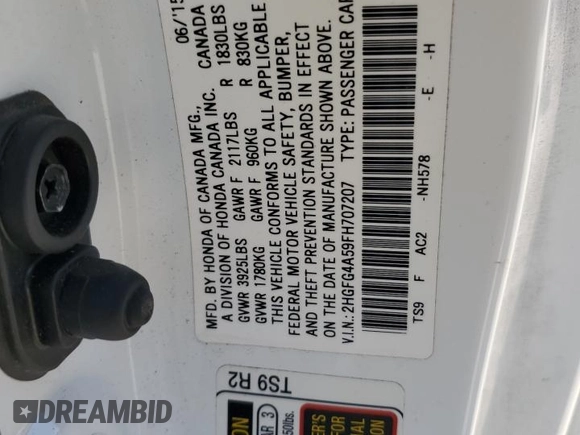 MFD. BY HONDA OF CANADA MFG., 06/'15
A DIVISION OF HONDA CANADA INC. CANADA
GVWR 3925LBS GAWR F 2117LBS R 1830LBS
GVWR 1780KG GAWR F 960KG R 830KG
THIS VEHICLE CONFORMS TO ALL APPLICABLE
FEDERAL MOTOR VEHICLE SAFETY, BUMPER,
AND THEFT PREVENTION STANDARDS IN EFFECT
ON THE DATE OF MANUFACTURE SHOWN ABOVE.
V.I.N.: 2HGFG4A59FH707207 TYPE: PASSENGER CAR
TS9 F AC2 -NH578 -E -H
TS9 R2
AR 3
50lbs.
DREAMBID